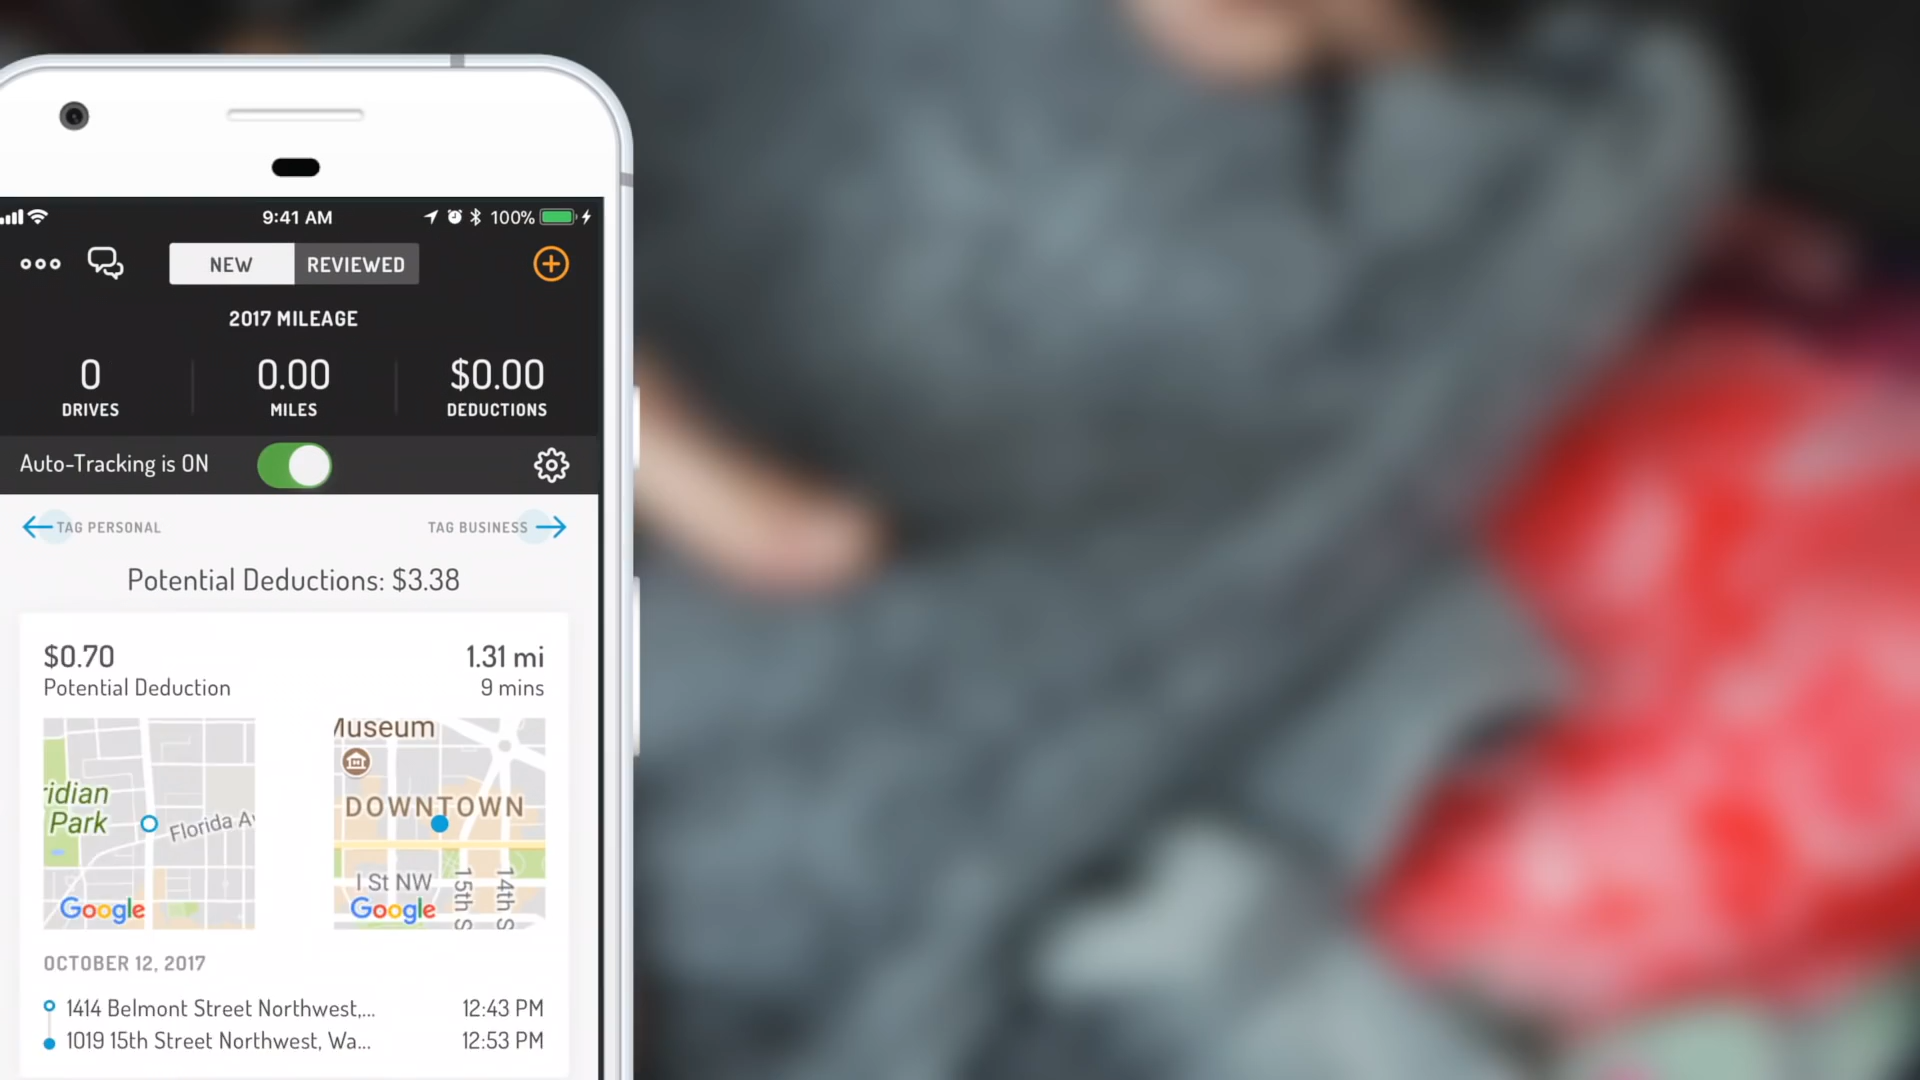 9:41 AM 100%
NEW REVIEWED
2017 MILEAGE
0 0.00 $0.00
DRIVES MILES DEDUCTIONS
Auto-Tracking is ON
TAG PERSONAL TAG BUSINESS
Potential Deductions: $3.38
$0.70 1.31 mi
Potential Deduction 9 mins
Museum
ridian
Park
Florida Av
Google
DOWNTOWN
I St NW
15th S
14th S
Google
OCTOBER 12, 2017
1414 Belmont Street Northwest,... 12:43 PM
1019 15th Street Northwest, Wa... 12:53 PM